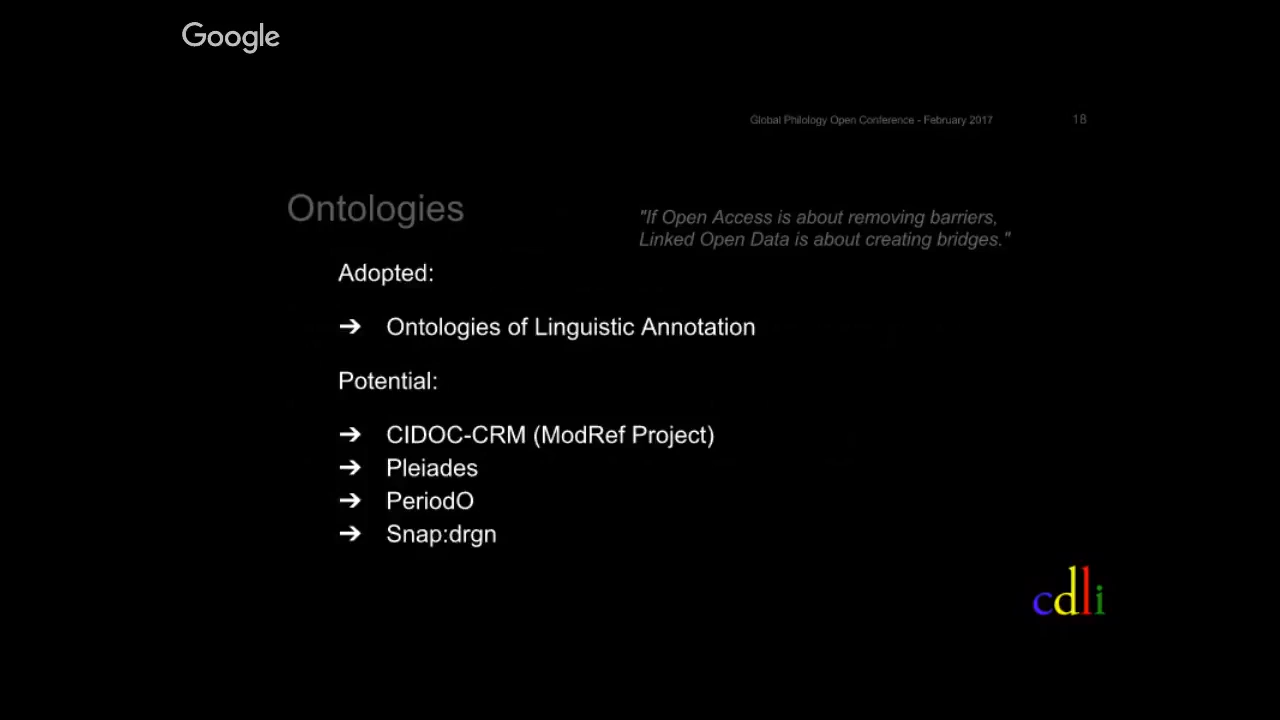 Google
Global Philology Open Conference - February 2017 18
Ontologies
"If Open Access is about removing barriers,
Linked Open Data is about creating bridges."
Adopted:
➔ Ontologies of Linguistic Annotation
Potential:
➔ CIDOC-CRM (ModRef Project)
➔ Pleiades
➔ PeriodO
➔ Snap:drgn
cdli